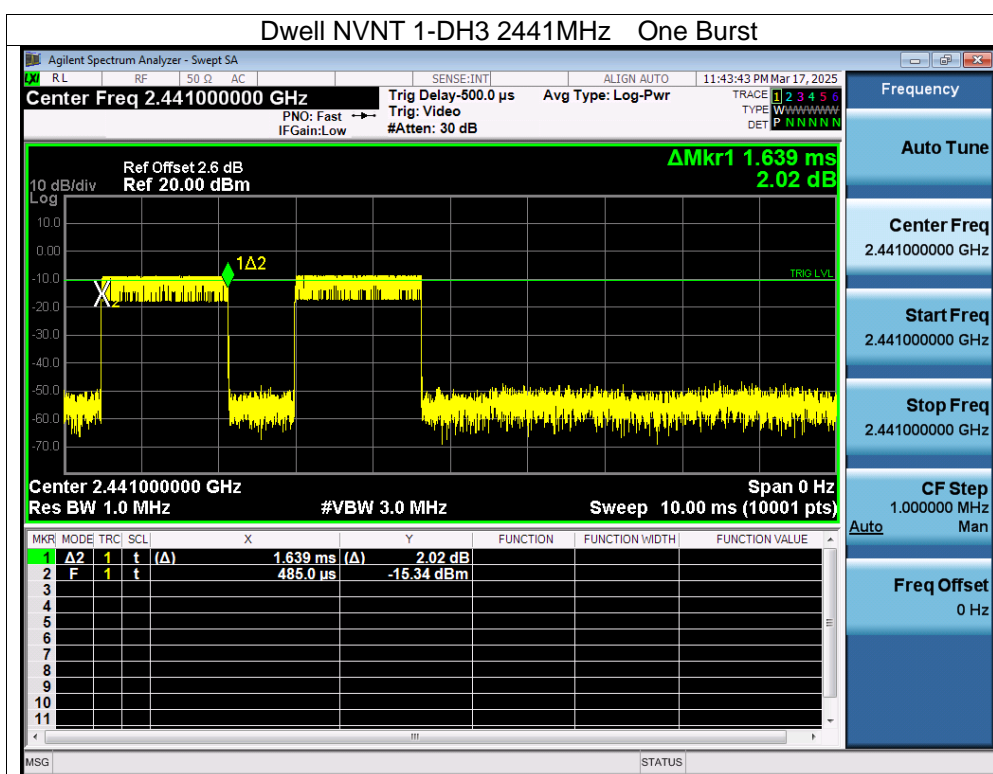 Dwell NVNT 1-DH3 2441MHz One Burst
Agilent Spectrum Analyzer - Swept SA
LXI RL RF 50 Ω AC SENSE:INT ALIGN AUTO 11:43:43 PM Mar 17, 2025
Center Freq 2.441000000 GHz Trig Delay-500.0 µs Avg Type: Log-Pwr TRACE 1 2 3 4 5 6
PNO: Fast Trig: Video TYPE WWWWWW
IFGain:Low #Atten: 30 dB DET P N N N N N
ΔMkr1 1.639 ms
2.02 dB
Ref Offset 2.6 dB
10 dB/div Ref 20.00 dBm
Log
10.0
0.00
1Δ2
-10.0
TRIG LVL
X2
-20.0
-30.0
-40.0
-50.0
-60.0
-70.0
Center 2.441000000 GHz Span 0 Hz
Res BW 1.0 MHz #VBW 3.0 MHz Sweep 10.00 ms (10001 pts)
MKR MODE TRC SCL X Y FUNCTION FUNCTION WIDTH FUNCTION VALUE
1 Δ2 1 t (Δ) 1.639 ms (Δ) 2.02 dB
2 F 1 t 485.0 µs -15.34 dBm
3
4
5
6
7
8
9
10
11
MSG STATUS
Frequency
Auto Tune
Center Freq
2.441000000 GHz
Start Freq
2.441000000 GHz
Stop Freq
2.441000000 GHz
CF Step
1.000000 MHz
Auto Man
Freq Offset
0 Hz